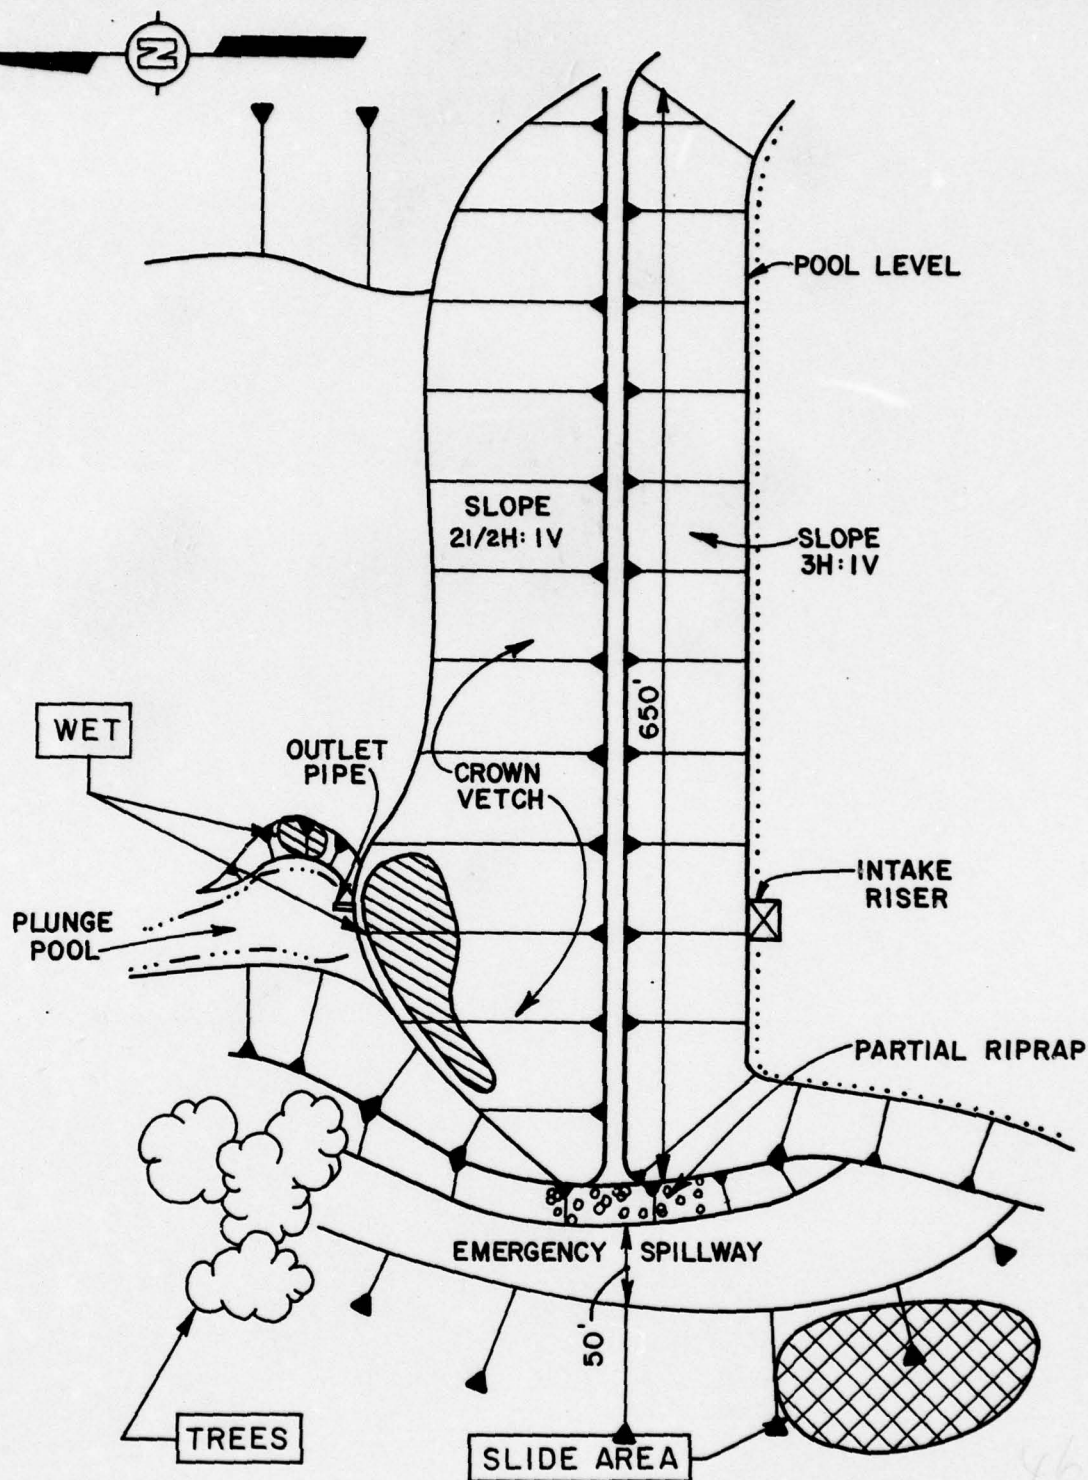 N
POOL LEVEL
SLOPE
21/2H:1V
SLOPE
3H:1V
650'
WET
OUTLET
PIPE
CROWN
VETCH
INTAKE
RISER
PLUNGE
POOL
PARTIAL RIPRAP
EMERGENCY SPILLWAY
50'
TREES
SLIDE AREA